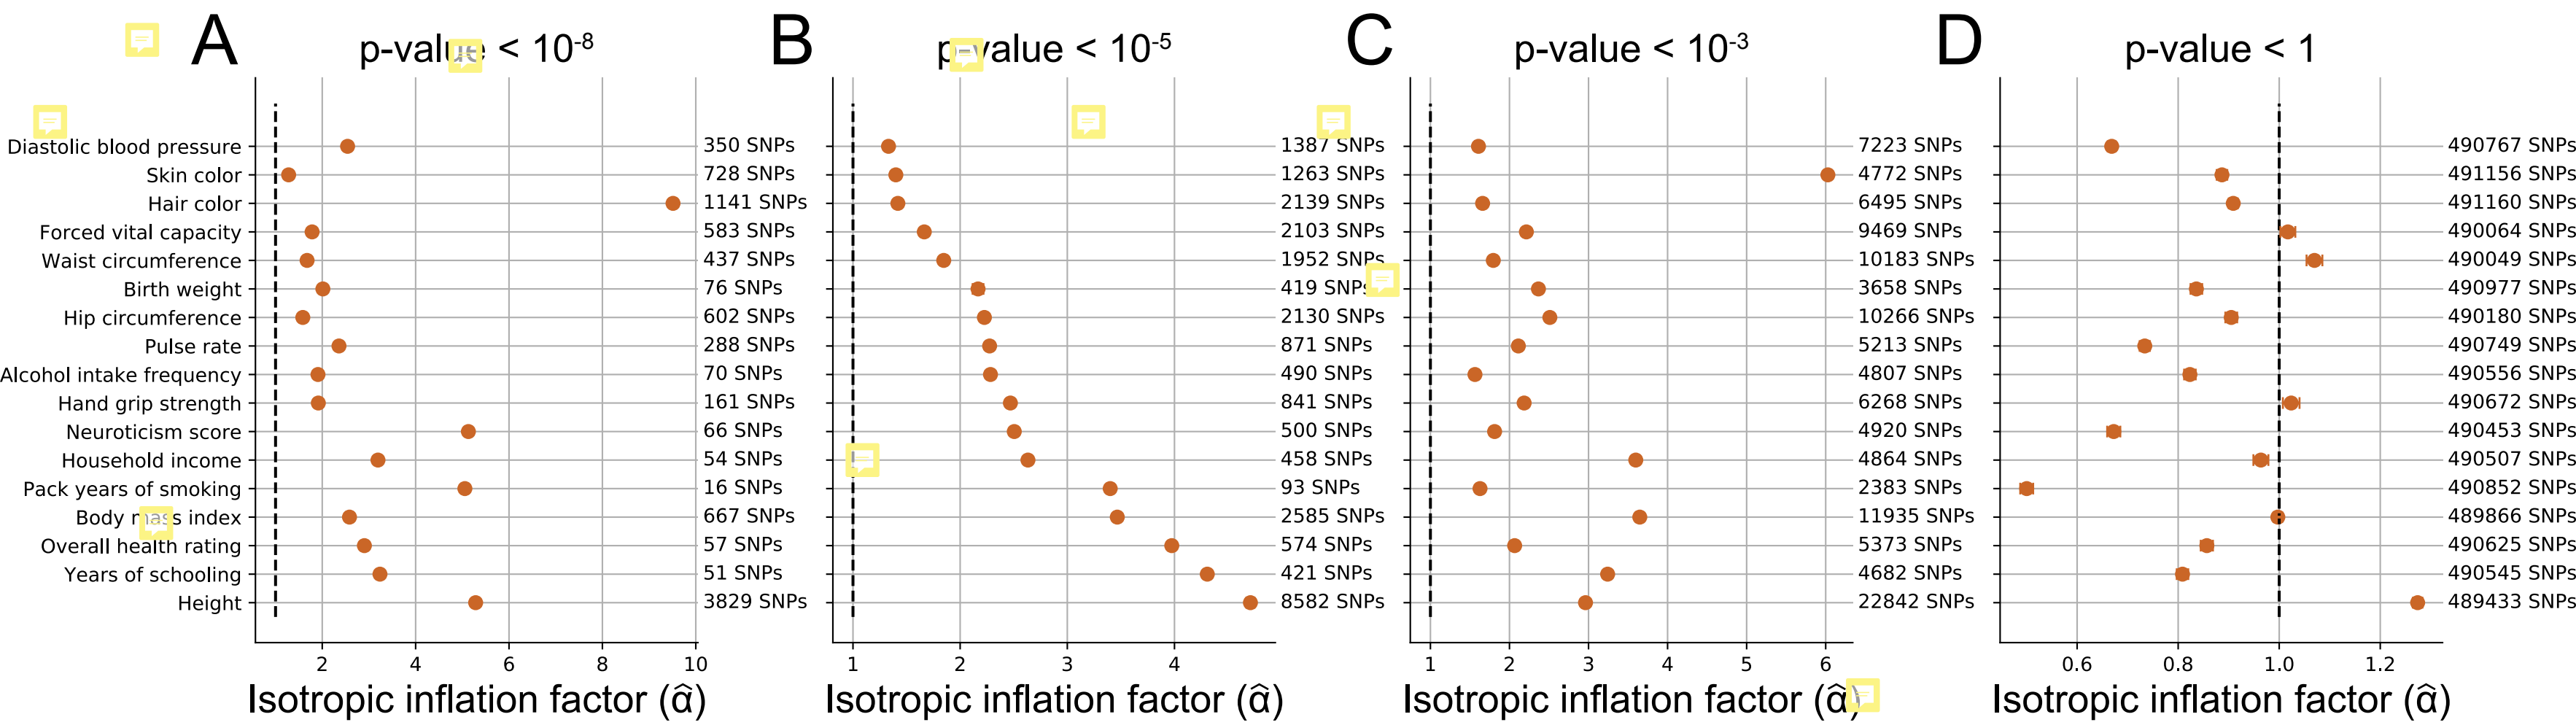 A p-value < 10-8
B p-value < 10-5
C p-value < 10-3
D p-value < 1
Diastolic blood pressure 350 SNPs 1387 SNPs 7223 SNPs 490767 SNPs
Skin color 728 SNPs 1263 SNPs 4772 SNPs 491156 SNPs
Hair color 1141 SNPs 2139 SNPs 6495 SNPs 491160 SNPs
Forced vital capacity 583 SNPs 2103 SNPs 9469 SNPs 490064 SNPs
Waist circumference 437 SNPs 1952 SNPs 10183 SNPs 490049 SNPs
Birth weight 76 SNPs 419 SNPs 3658 SNPs 490977 SNPs
Hip circumference 602 SNPs 2130 SNPs 10266 SNPs 490180 SNPs
Pulse rate 288 SNPs 871 SNPs 5213 SNPs 490749 SNPs
Alcohol intake frequency 70 SNPs 490 SNPs 4807 SNPs 490556 SNPs
Hand grip strength 161 SNPs 841 SNPs 6268 SNPs 490672 SNPs
Neuroticism score 66 SNPs 500 SNPs 4920 SNPs 490453 SNPs
Household income 54 SNPs 458 SNPs 4864 SNPs 490507 SNPs
Pack years of smoking 16 SNPs 93 SNPs 2383 SNPs 490852 SNPs
Body mass index 667 SNPs 2585 SNPs 11935 SNPs 489866 SNPs
Overall health rating 57 SNPs 574 SNPs 5373 SNPs 490625 SNPs
Years of schooling 51 SNPs 421 SNPs 4682 SNPs 490545 SNPs
Height 3829 SNPs 8582 SNPs 22842 SNPs 489433 SNPs
2 4 6 8 10
1 2 3 4
1 2 3 4 5 6
0.6 0.8 1.0 1.2
Isotropic inflation factor (α̂)
Isotropic inflation factor (α̂)
Isotropic inflation factor (α̂)
Isotropic inflation factor (α̂)